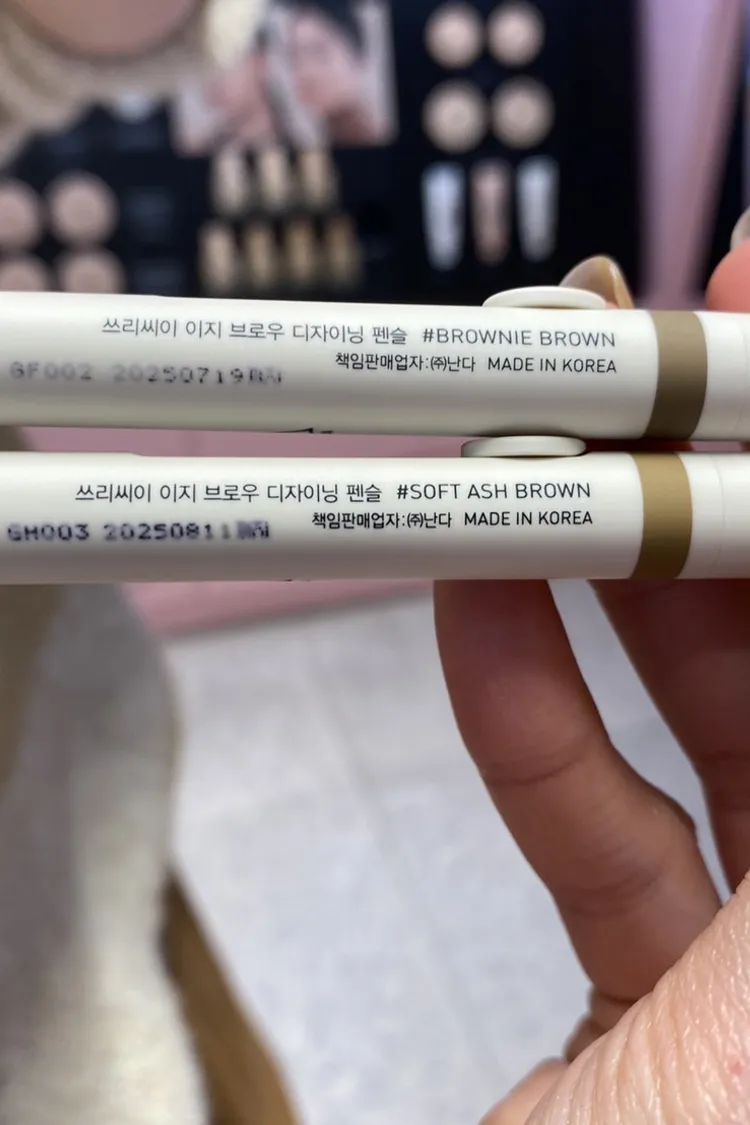 쓰리씨이 이지 브로우 디자이닝 펜슬 #BROWNIE BROWN
책임판매업자:㈜난다 MADE IN KOREA
GF002 20250719
쓰리씨이 이지 브로우 디자이닝 펜슬 #SOFT ASH BROWN
책임판매업자:㈜난다 MADE IN KOREA
GM003 20250811